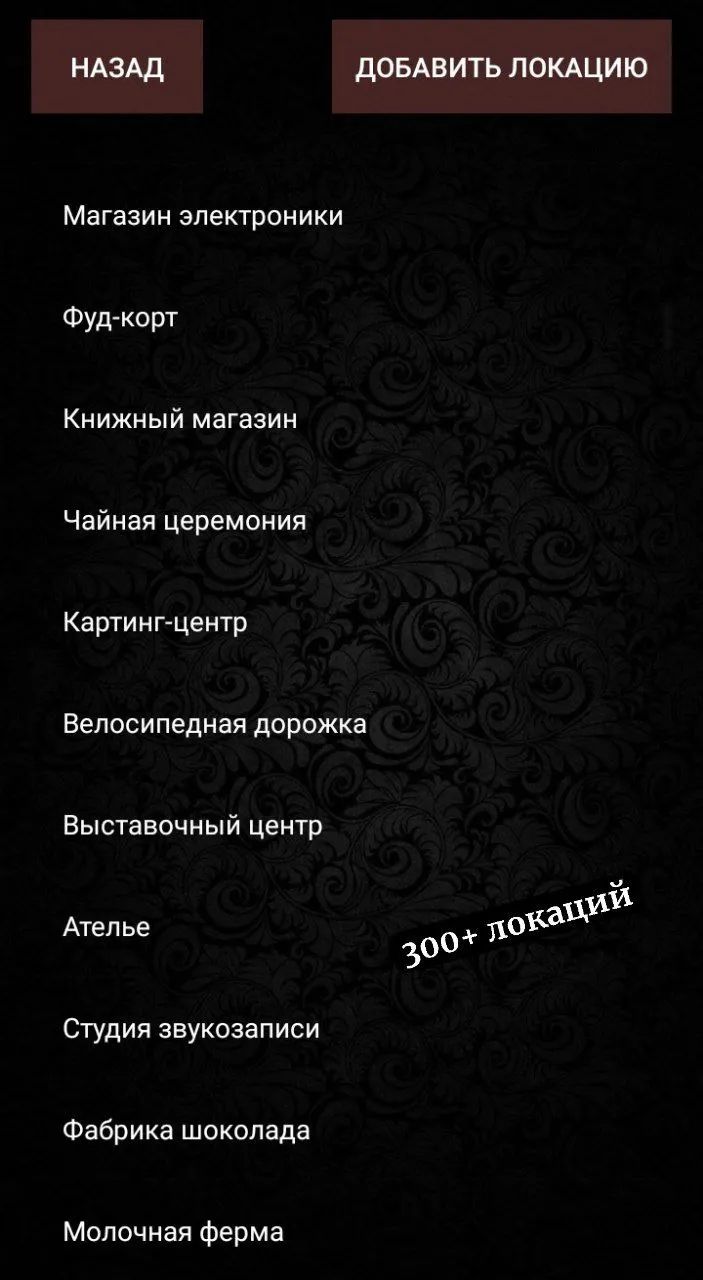 НАЗАД
ДОБАВИТЬ ЛОКАЦИЮ
Магазин электроники
Фуд-корт
Книжный магазин
Чайная церемония
Картинг-центр
Велосипедная дорожка
Выставочный центр
Ателье
300+ локаций
Студия звукозаписи
Фабрика шоколада
Молочная ферма